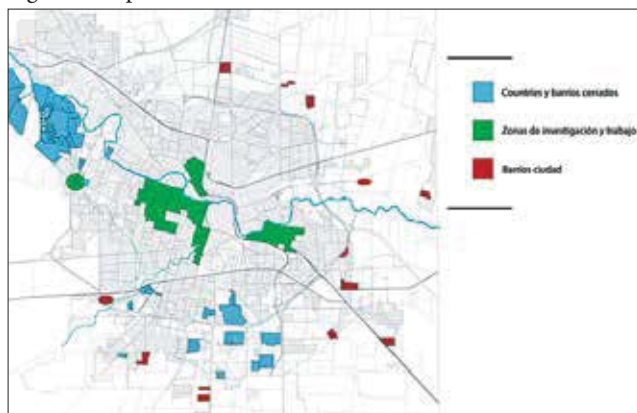 Countries y barrios cerrados
Zonas de investigación y trabajo
Barrios ciudad